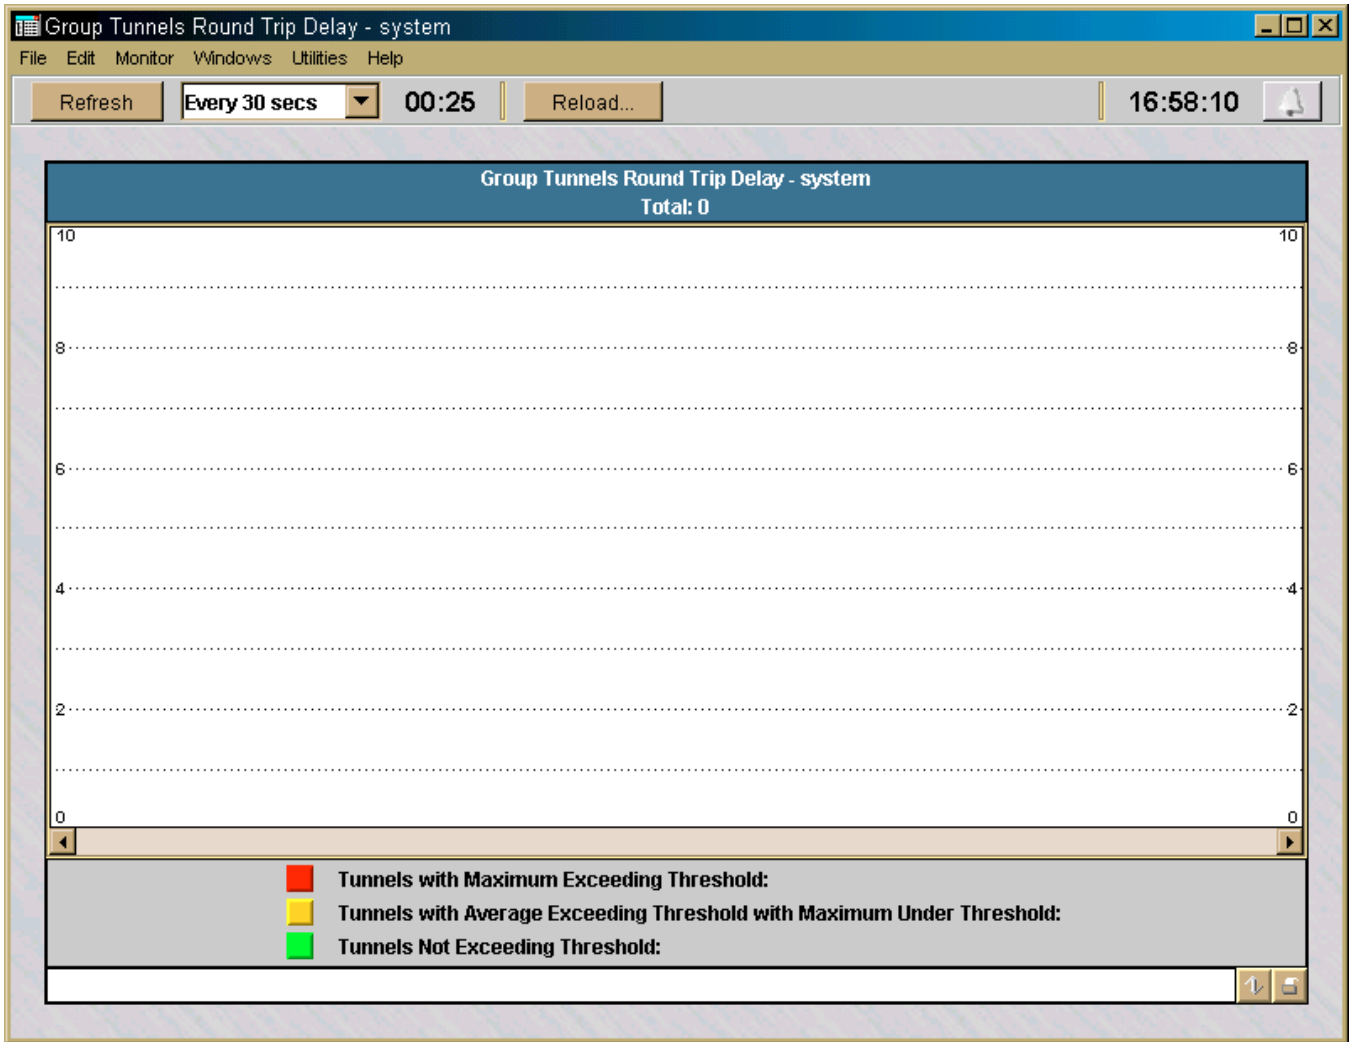 Group Tunnels Round Trip Delay - system
File Edit Monitor Windows Utilities Help
Refresh Every 30 secs 00:25 Reload... 16:58:10
Group Tunnels Round Trip Delay - system
Total: 0
10 10
8 8
6 6
4 4
2 2
0 0
Tunnels with Maximum Exceeding Threshold:
Tunnels with Average Exceeding Threshold with Maximum Under Threshold:
Tunnels Not Exceeding Threshold: